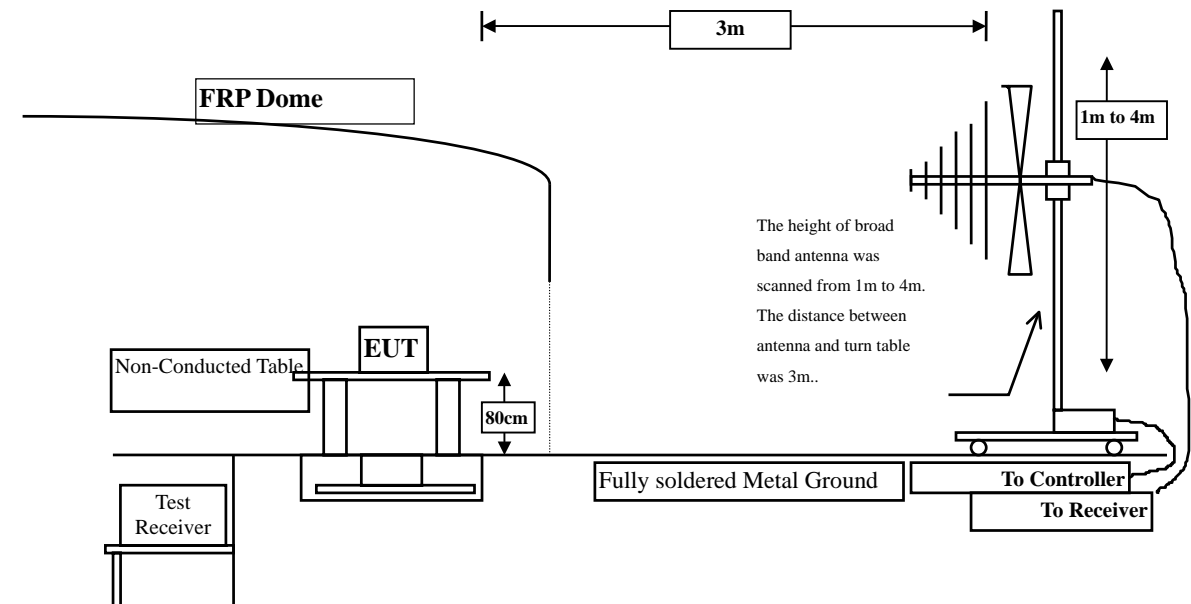 3m
FRP Dome
1m to 4m
The height of broad
band antenna was
scanned from 1m to 4m.
The distance between
antenna and turn table
was 3m..
EUT
Non-Conducted Table
80cm
Fully soldered Metal Ground
To Controller
Test
Receiver
To Receiver